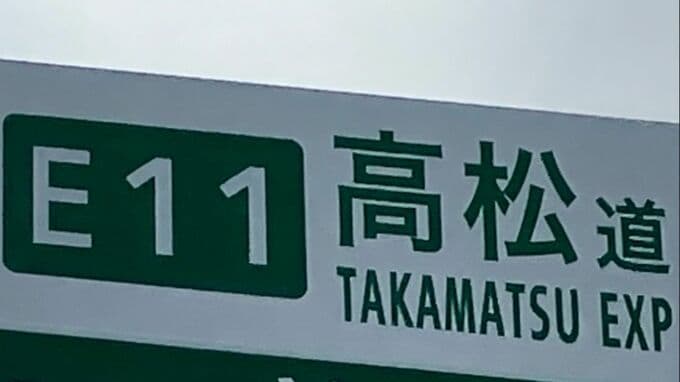 E11 高松道
TAKAMATSU EXP